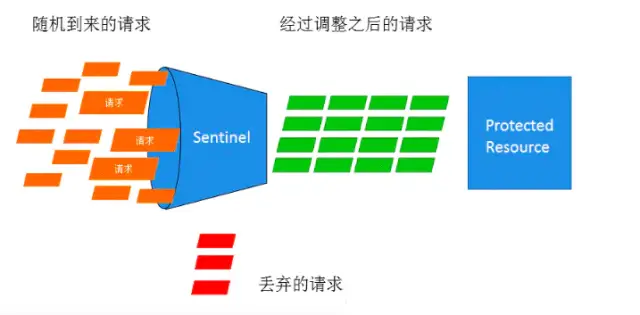 随机到来的请求
经过调整之后的请求
请求
请求
请求
Sentinel
Protected
Resource
丢弃的请求